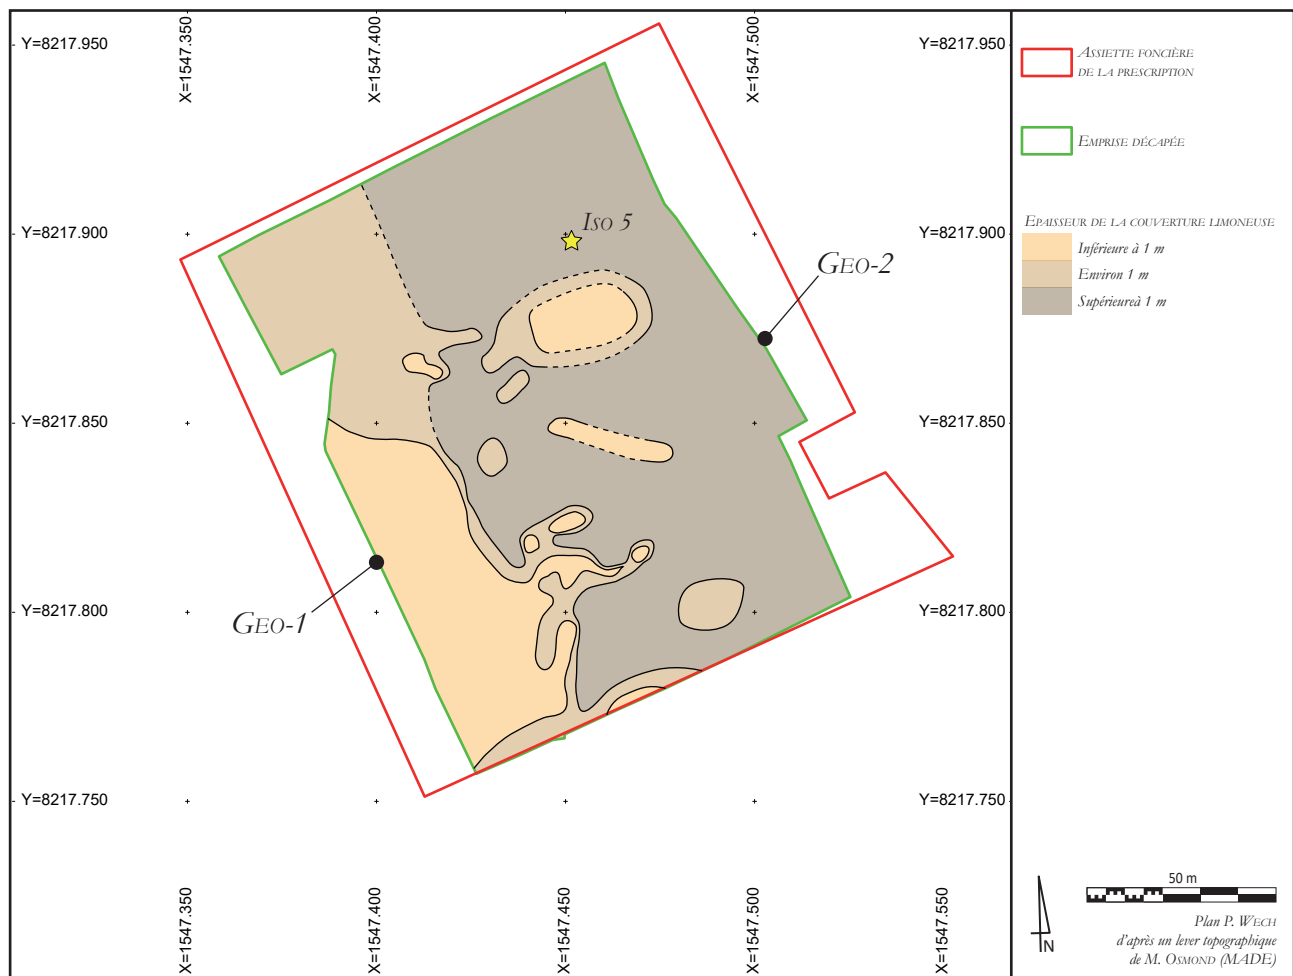 X=1547.350
X=1547.400
X=1547.500
Y=8217.950
Y=8217.950
Y=8217.900
Y=8217.900
Y=8217.850
Y=8217.850
Y=8217.800
Y=8217.800
Y=8217.750
Y=8217.750
Iso 5
Geo-2
Geo-1
X=1547.350
X=1547.400
X=1547.450
X=1547.500
X=1547.550
Assiette foncière
de la prescription
Emprise décapée
Epaisseur de la couverture limoneuse
Inférieure à 1 m
Environ 1 m
Supérieureà 1 m
N
50 m
Plan P. Wech
d'après un lever topographique
de M. Osmond (MADE)